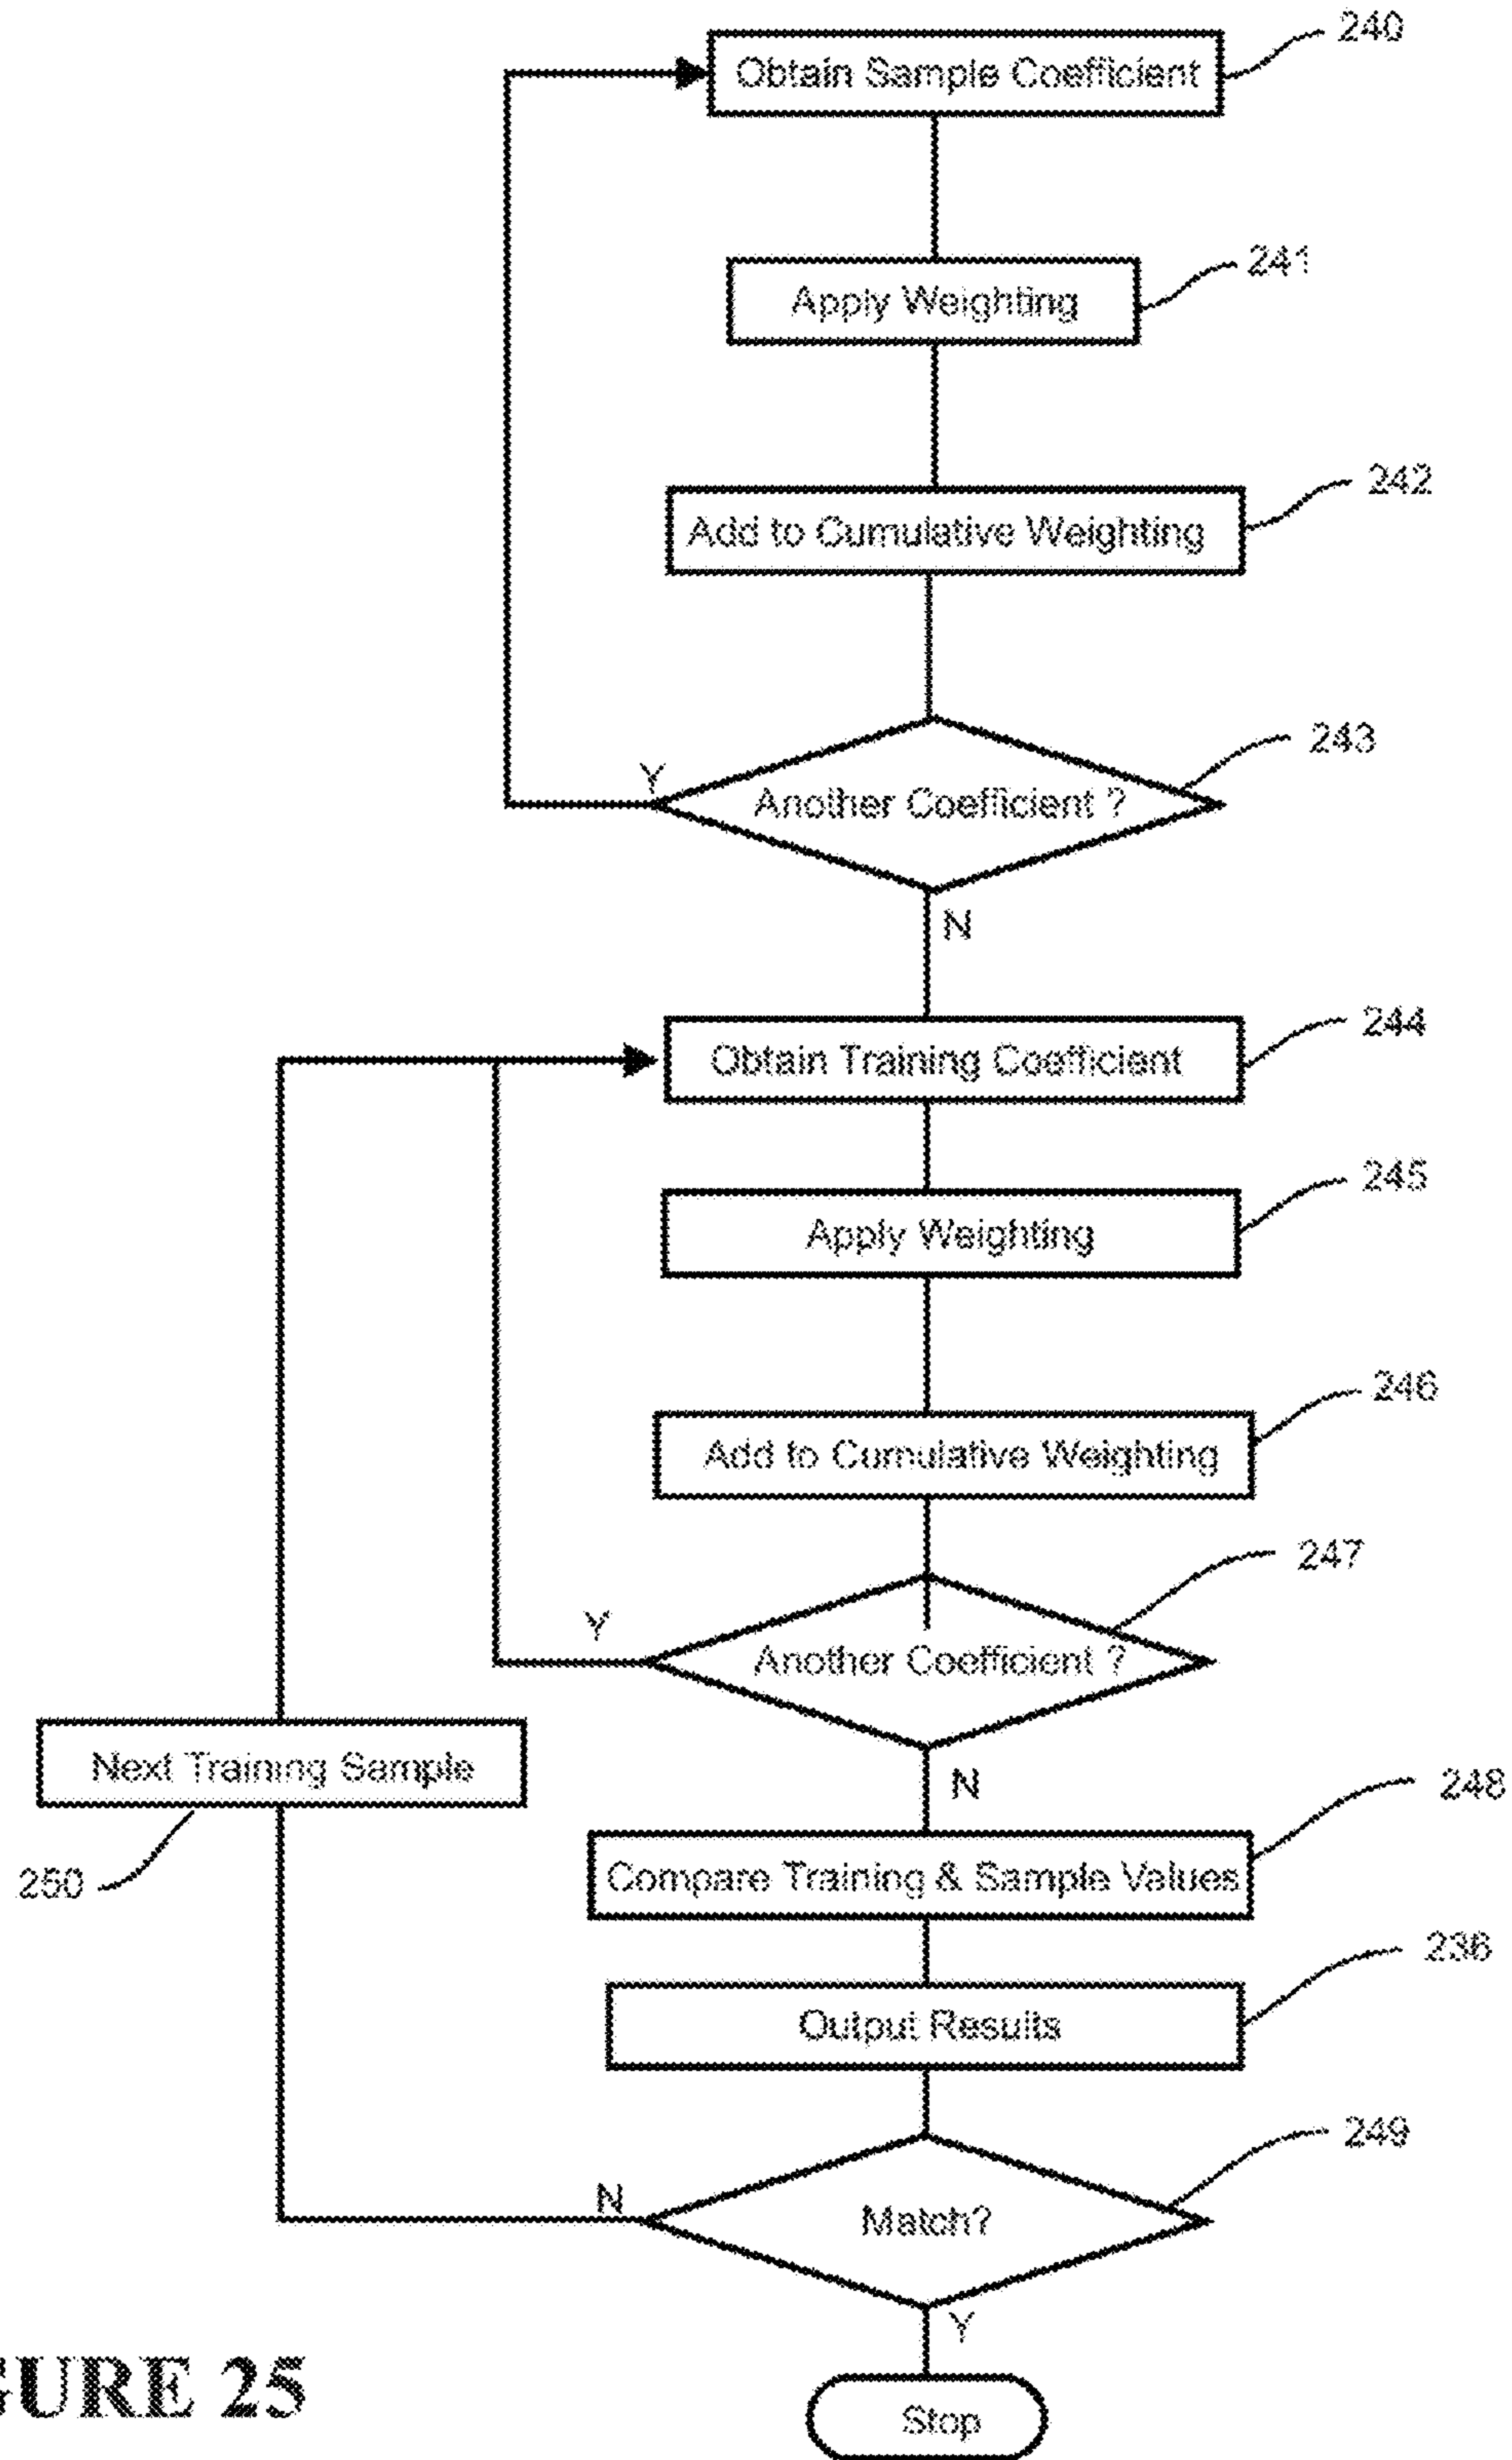 240
Obtain Sample Coefficient
241
Apply Weighting
242
Add to Cumulative Weighting
243
Y
Another Coefficient ?
N
244
Obtain Training Coefficient
245
Apply Weighting
246
Add to Cumulative Weighting
247
Y
Another Coefficient ?
Next Training Sample
N
248
250
Compare Training & Sample Values
236
Output Results
249
N
Match?
Y
GURE 25
Stop